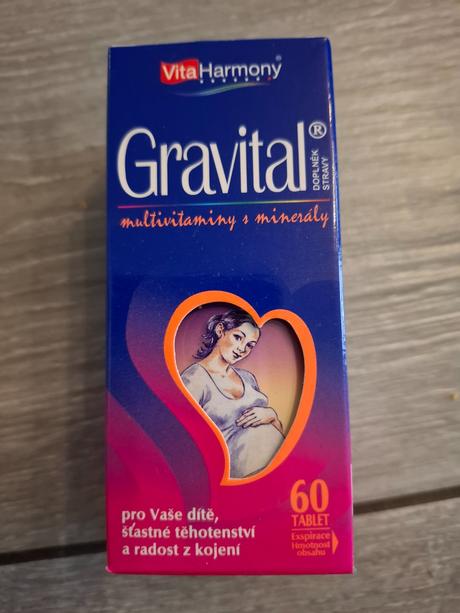 VitaHarmony®
Gravital®
DOPLNĚK
STRAVY
multivitaminy s minerály
pro Vaše dítě,
šťastné těhotenství
a radost z kojení
60
TABLET
Exspirace
Hmotnost
obsahu